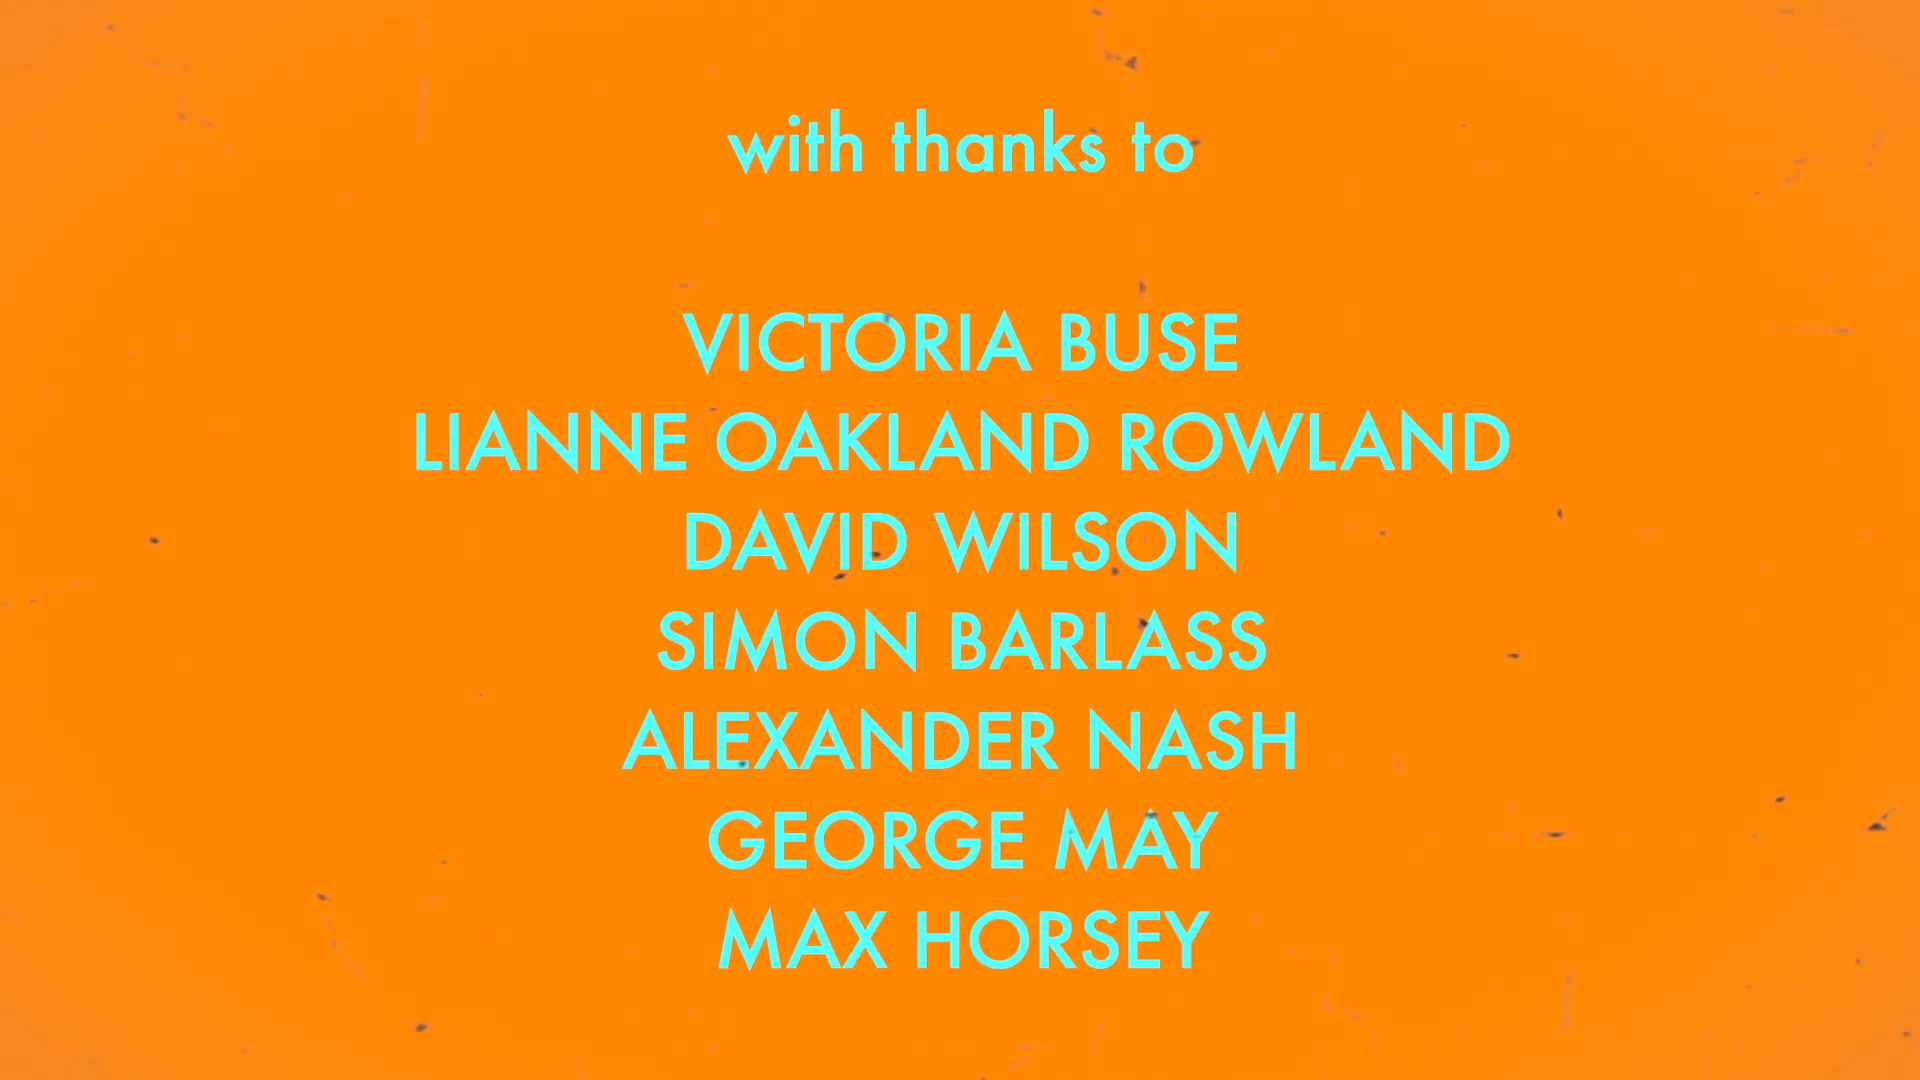 with thanks to
VICTORIA BUSE
LIANNE OAKLAND ROWLAND
DAVID WILSON
SIMON BARLASS
ALEXANDER NASH
GEORGE MAY
MAX HORSEY